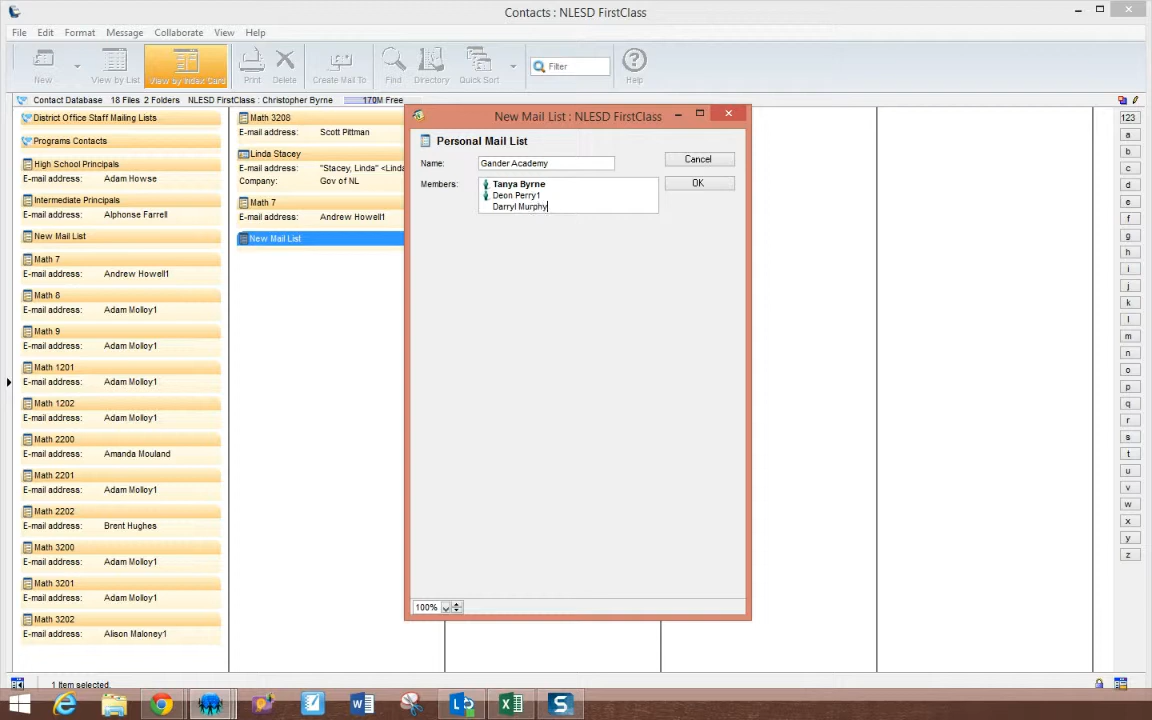 Contacts : NLESD FirstClass
File Edit Format Message Collaborate View Help
New View by List View by Index Card Print Delete Create Mail To Find Directory Quick Sort Filter Help
Contact Database 18 Files 2 Folders NLESD FirstClass : Christopher Byrne 170M Free
District Office Staff Mailing Lists
Programs Contacts
High School Principals
E-mail address: Adam Howse
Intermediate Principals
E-mail address: Alphonse Farrell
New Mail List
Math 7
E-mail address: Andrew Howell1
Math 8
E-mail address: Adam Molloy1
Math 9
E-mail address: Adam Molloy1
Math 1201
E-mail address: Adam Molloy1
Math 1202
E-mail address: Adam Molloy1
Math 2200
E-mail address: Amanda Mouland
Math 2201
E-mail address: Adam Molloy1
Math 2202
E-mail address: Brent Hughes
Math 3200
E-mail address: Adam Molloy1
Math 3201
E-mail address: Adam Molloy1
Math 3202
E-mail address: Alison Maloney1
Math 3208
E-mail address: Scott Pittman
Linda Stacey
E-mail address: "Stacey, Linda" <Linda
Company: Gov of NL
Math 7
E-mail address: Andrew Howell1
New Mail List
New Mail List : NLESD FirstClass
Personal Mail List
Name: Gander Academy
Cancel
Members: Tanya Byrne
OK
Deon Perry1
Darryl Murphy
100%
123
a
b
c
d
e
f
g
h
i
j
k
l
m
n
o
p
q
r
s
t
u
v
w
x
y
z
1 Item selected.